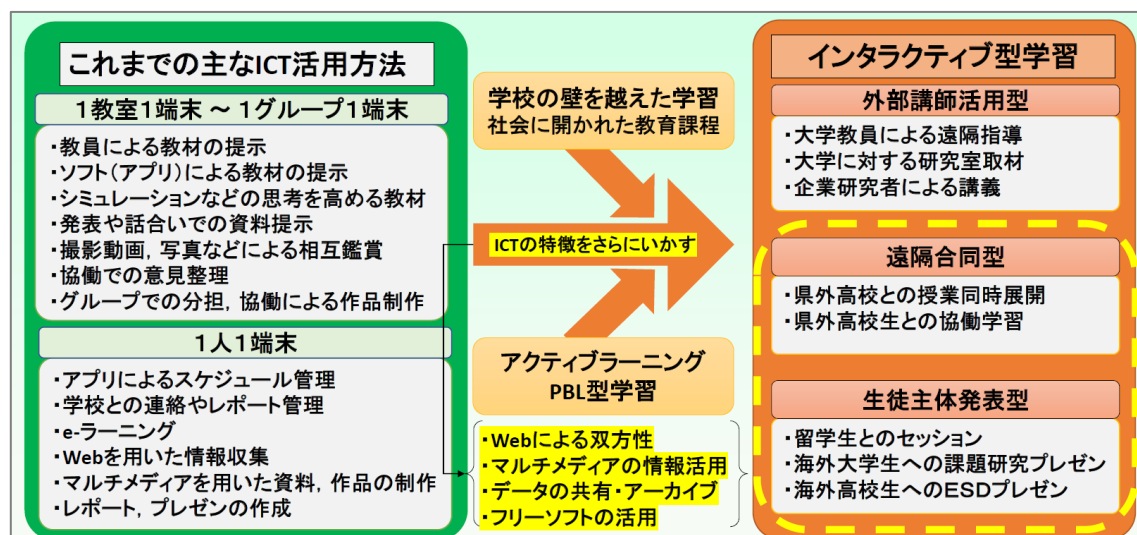 これまでの主なICT活用方法
1教室1端末 ～ 1グループ1端末
・教員による教材の提示
・ソフト(アプリ)による教材の提示
・シミュレーションなどの思考を高める教材
・発表や話合いでの資料提示
・撮影動画，写真などによる相互鑑賞
・協働での意見整理
・グループでの分担，協働による作品制作
1人1端末
・アプリによるスケジュール管理
・学校との連絡やレポート管理
・e-ラーニング
・Webを用いた情報収集
・マルチメディアを用いた資料，作品の制作
・レポート，プレゼンの作成
学校の壁を越えた学習
社会に開かれた教育課程
ICTの特徴をさらにいかす
アクティブラーニング
PBL型学習
・Webによる双方性
・マルチメディアの情報活用
・データの共有・アーカイブ
・フリーソフトの活用
インタラクティブ型学習
外部講師活用型
・大学教員による遠隔指導
・大学に対する研究室取材
・企業研究者による講義
遠隔合同型
・県外高校との授業同時展開
・県外高校生との協働学習
生徒主体発表型
・留学生とのセッション
・海外大学生への課題研究プレゼン
・海外高校生へのESDプレゼン